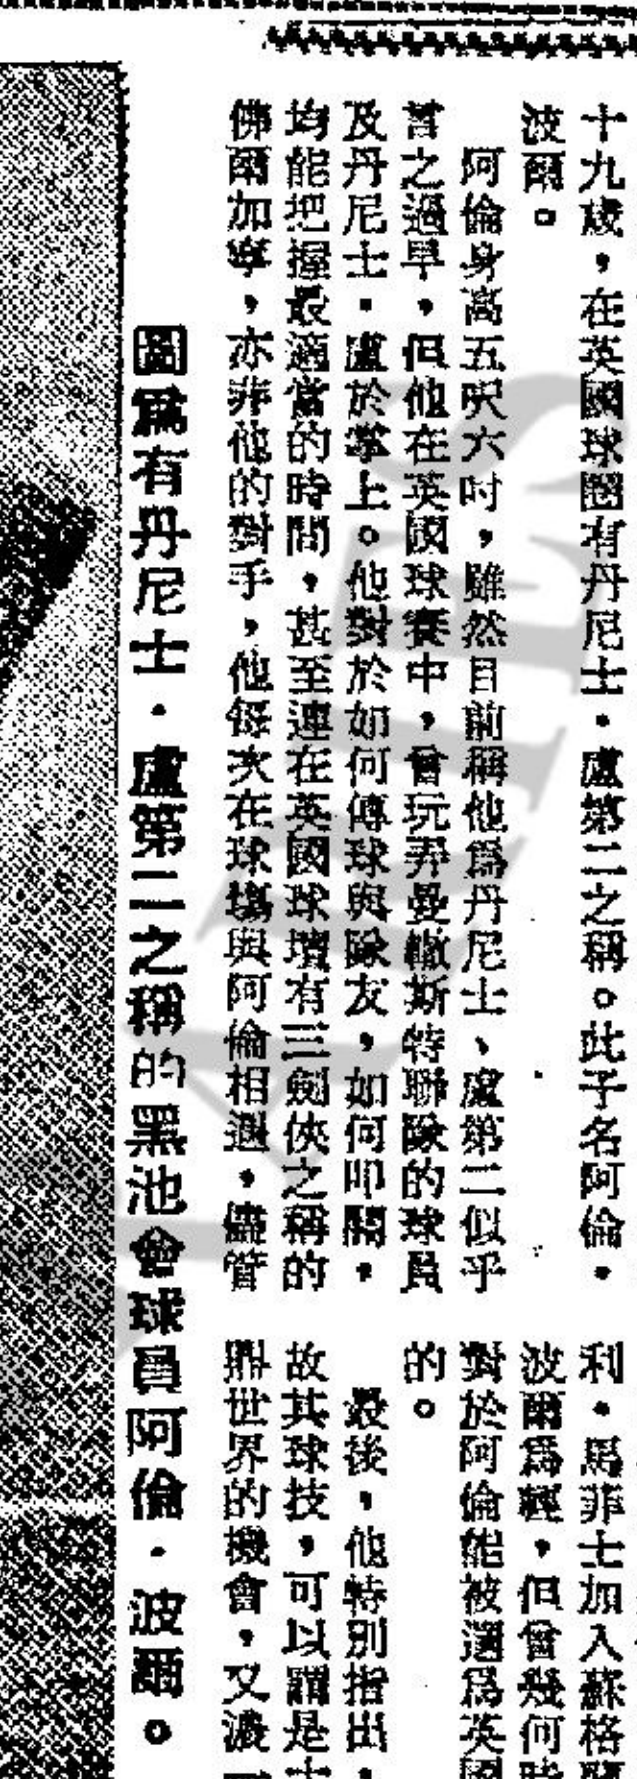 十九歲,在英國球圈有丹尼士・盧第二之稱。此子名阿倫・
波爾。
阿倫身高五呎六吋,雖然目前稱他爲丹尼士、盧第二似乎
言之過早,但他在英國球賽中,曾玩弄曼徹斯特聯隊的球員
及丹尼士・盧於掌上。他對於如何傳球與隊友,如何叩關,
均能把握最適當的時間,甚至連在英國球壇有三劍俠之稱的
佛爾加寧,亦非他的對手,他每次在球塲與阿倫相遇,儘管
利・馬菲士加入蘇格
波爾爲輕,但曾幾何時
對於阿倫能被選爲英國
的。
最後,他特別指出,
故其球技,可以謂是
世界的機會,又濃
圖爲有丹尼士・盧第二之稱的黑池會球員阿倫・波爾。